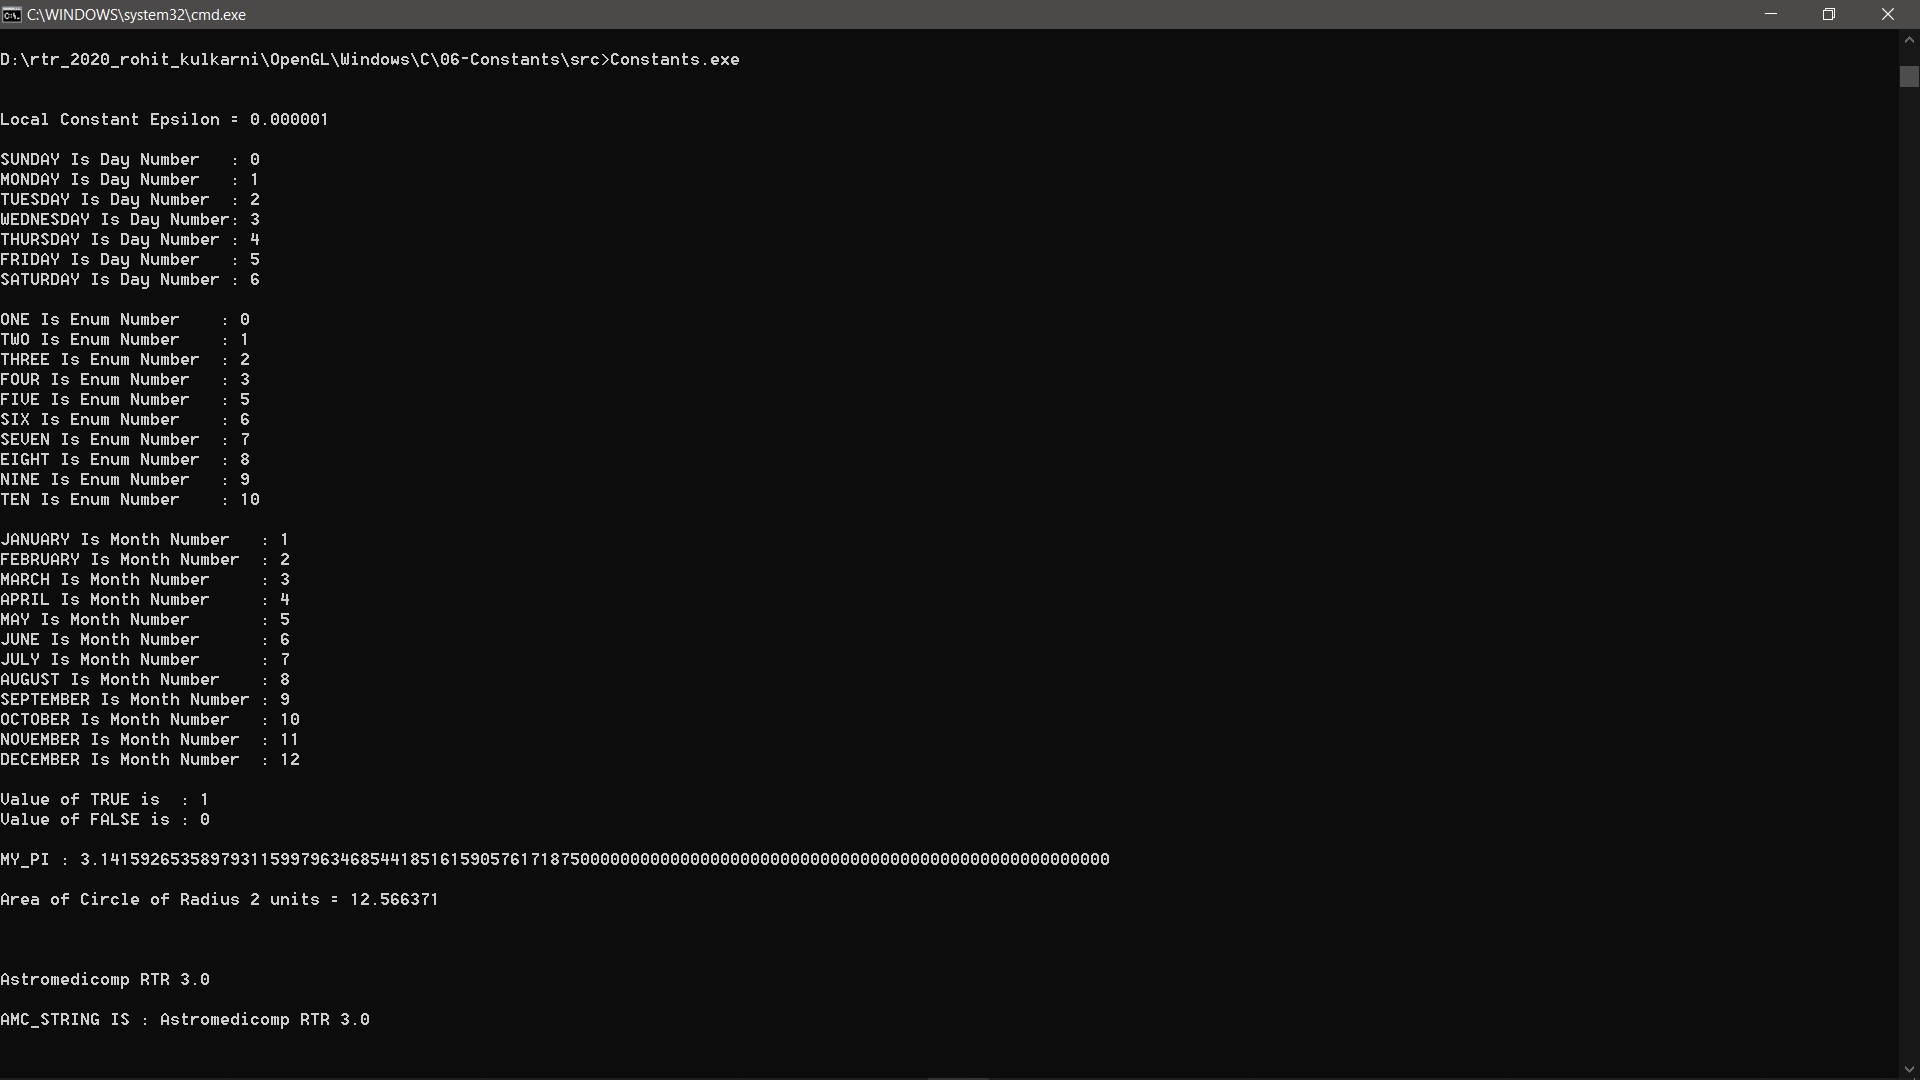 C:\WINDOWS\system32\cmd.exe
D:\rtr_2020_rohit_kulkarni\OpenGL\Windows\C\06-Constants\src>Constants.exe
Local Constant Epsilon = 0.000001
SUNDAY Is Day Number   : 0
MONDAY Is Day Number   : 1
TUESDAY Is Day Number  : 2
WEDNESDAY Is Day Number: 3
THURSDAY Is Day Number : 4
FRIDAY Is Day Number   : 5
SATURDAY Is Day Number : 6
ONE Is Enum Number    : 0
TWO Is Enum Number    : 1
THREE Is Enum Number  : 2
FOUR Is Enum Number   : 3
FIVE Is Enum Number   : 5
SIX Is Enum Number    : 6
SEVEN Is Enum Number  : 7
EIGHT Is Enum Number  : 8
NINE Is Enum Number   : 9
TEN Is Enum Number    : 10
JANUARY Is Month Number   : 1
FEBRUARY Is Month Number  : 2
MARCH Is Month Number     : 3
APRIL Is Month Number     : 4
MAY Is Month Number       : 5
JUNE Is Month Number      : 6
JULY Is Month Number      : 7
AUGUST Is Month Number    : 8
SEPTEMBER Is Month Number : 9
OCTOBER Is Month Number   : 10
NOVEMBER Is Month Number  : 11
DECEMBER Is Month Number  : 12
Value of TRUE is  : 1
Value of FALSE is : 0
MY_PI : 3.14159265358979311599796346854418516159057617187500000000000000000000000000000000000000000000000000000
Area of Circle of Radius 2 units = 12.566371
Astromedicomp RTR 3.0
AMC_STRING IS : Astromedicomp RTR 3.0